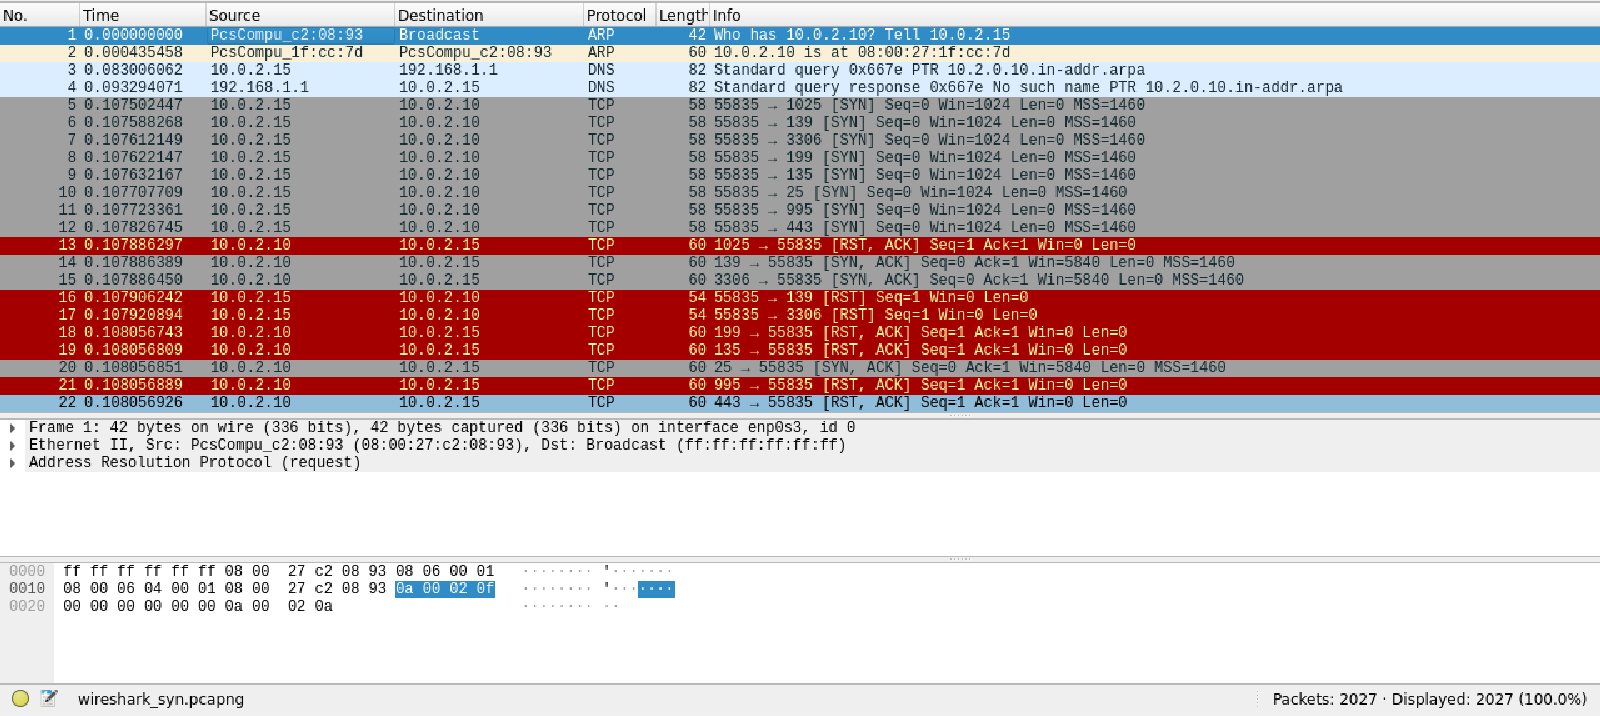 No. Time Source Destination Protocol Length Info
1 0.000000000 PcsCompu_c2:08:93 Broadcast ARP 42 Who has 10.0.2.10? Tell 10.0.2.15
2 0.000435458 PcsCompu_1f:cc:7d PcsCompu_c2:08:93 ARP 60 10.0.2.10 is at 08:00:27:1f:cc:7d
3 0.083006062 10.0.2.15 192.168.1.1 DNS 82 Standard query 0x667e PTR 10.2.0.10.in-addr.arpa
4 0.093294071 192.168.1.1 10.0.2.15 DNS 82 Standard query response 0x667e No such name PTR 10.2.0.10.in-addr.arpa
5 0.107502447 10.0.2.15 10.0.2.10 TCP 58 55835 → 1025 [SYN] Seq=0 Win=1024 Len=0 MSS=1460
6 0.107588268 10.0.2.15 10.0.2.10 TCP 58 55835 → 139 [SYN] Seq=0 Win=1024 Len=0 MSS=1460
7 0.107612149 10.0.2.15 10.0.2.10 TCP 58 55835 → 3306 [SYN] Seq=0 Win=1024 Len=0 MSS=1460
8 0.107622147 10.0.2.15 10.0.2.10 TCP 58 55835 → 199 [SYN] Seq=0 Win=1024 Len=0 MSS=1460
9 0.107632167 10.0.2.15 10.0.2.10 TCP 58 55835 → 135 [SYN] Seq=0 Win=1024 Len=0 MSS=1460
10 0.107707709 10.0.2.15 10.0.2.10 TCP 58 55835 → 25 [SYN] Seq=0 Win=1024 Len=0 MSS=1460
11 0.107723361 10.0.2.15 10.0.2.10 TCP 58 55835 → 995 [SYN] Seq=0 Win=1024 Len=0 MSS=1460
12 0.107826745 10.0.2.15 10.0.2.10 TCP 58 55835 → 443 [SYN] Seq=0 Win=1024 Len=0 MSS=1460
13 0.107886297 10.0.2.10 10.0.2.15 TCP 60 1025 → 55835 [RST, ACK] Seq=1 Ack=1 Win=0 Len=0
14 0.107886389 10.0.2.10 10.0.2.15 TCP 60 139 → 55835 [SYN, ACK] Seq=0 Ack=1 Win=5840 Len=0 MSS=1460
15 0.107886450 10.0.2.10 10.0.2.15 TCP 60 3306 → 55835 [SYN, ACK] Seq=0 Ack=1 Win=5840 Len=0 MSS=1460
16 0.107906242 10.0.2.15 10.0.2.10 TCP 54 55835 → 139 [RST] Seq=1 Win=0 Len=0
17 0.107920894 10.0.2.15 10.0.2.10 TCP 54 55835 → 3306 [RST] Seq=1 Win=0 Len=0
18 0.108056743 10.0.2.10 10.0.2.15 TCP 60 199 → 55835 [RST, ACK] Seq=1 Ack=1 Win=0 Len=0
19 0.108056809 10.0.2.10 10.0.2.15 TCP 60 135 → 55835 [RST, ACK] Seq=1 Ack=1 Win=0 Len=0
20 0.108056851 10.0.2.10 10.0.2.15 TCP 60 25 → 55835 [SYN, ACK] Seq=0 Ack=1 Win=5840 Len=0 MSS=1460
21 0.108056889 10.0.2.10 10.0.2.15 TCP 60 995 → 55835 [RST, ACK] Seq=1 Ack=1 Win=0 Len=0
22 0.108056926 10.0.2.10 10.0.2.15 TCP 60 443 → 55835 [RST, ACK] Seq=1 Ack=1 Win=0 Len=0
Frame 1: 42 bytes on wire (336 bits), 42 bytes captured (336 bits) on interface enp0s3, id 0
Ethernet II, Src: PcsCompu_c2:08:93 (08:00:27:c2:08:93), Dst: Broadcast (ff:ff:ff:ff:ff:ff)
Address Resolution Protocol (request)
0000 ff ff ff ff ff ff 08 00 27 c2 08 93 08 06 00 01 ········ '·······
0010 08 00 06 04 00 01 08 00 27 c2 08 93 0a 00 02 0f ········ '·······
0020 00 00 00 00 00 00 0a 00 02 0a ········ ··
wireshark_syn.pcapng Packets: 2027 · Displayed: 2027 (100.0%)